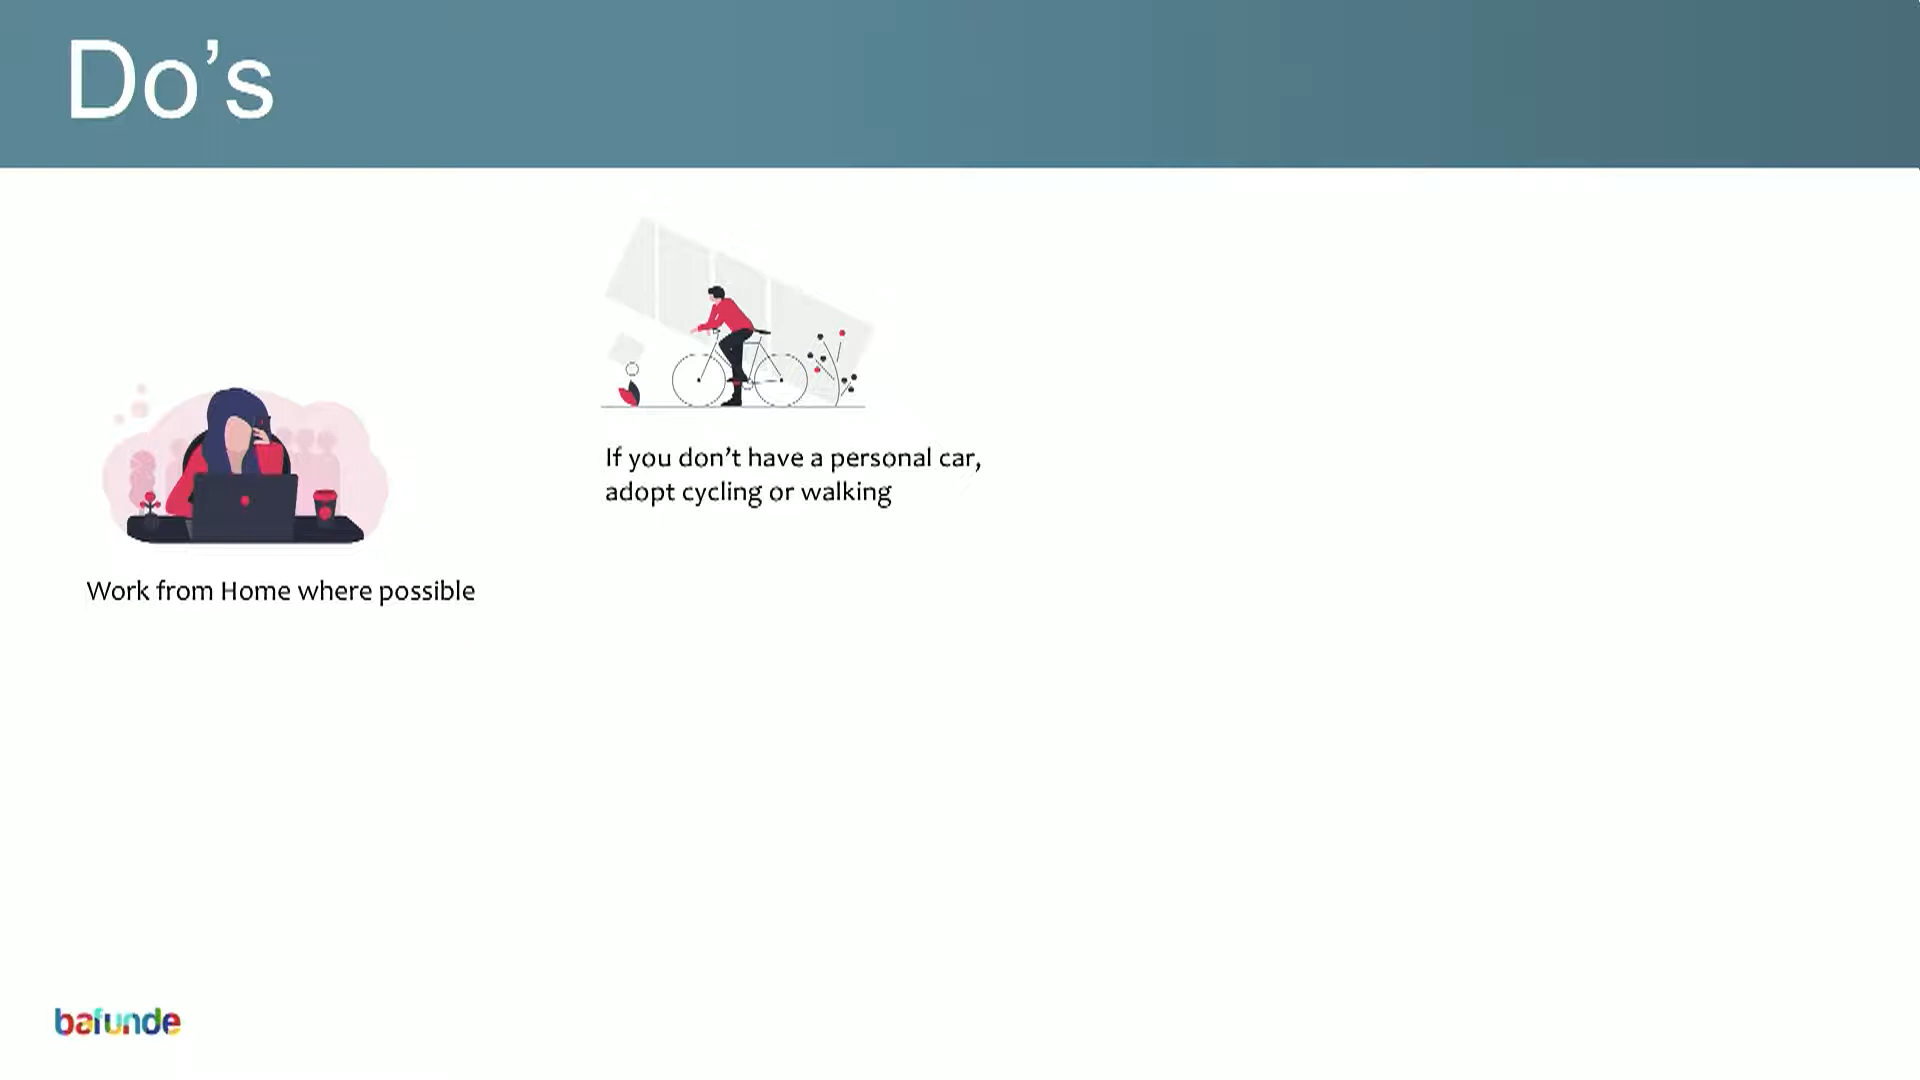 Do’s
If you don’t have a personal car,
adopt cycling or walking
Work from Home where possible
bafunde